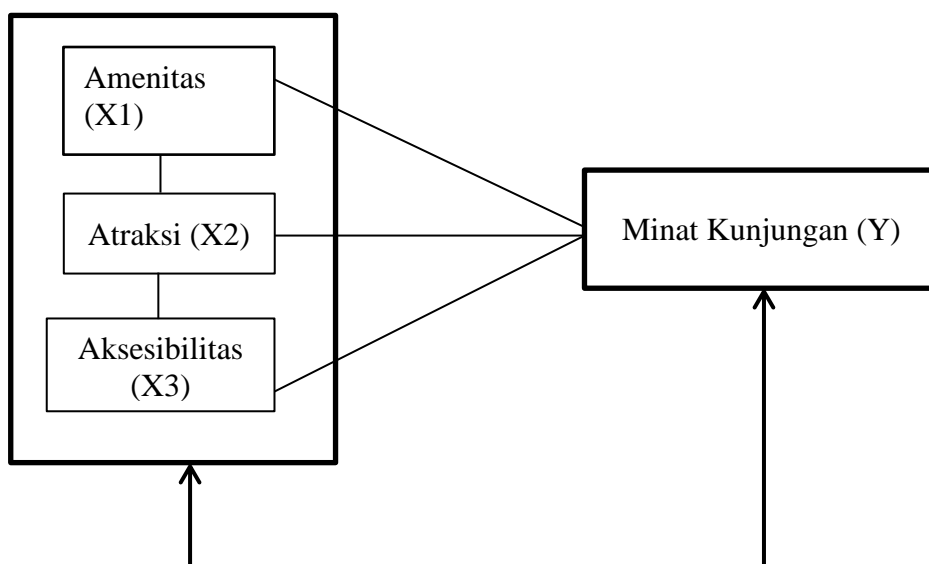 Amenitas
(X1)
Atraksi (X2)
Minat Kunjungan (Y)
Aksesibilitas
(X3)